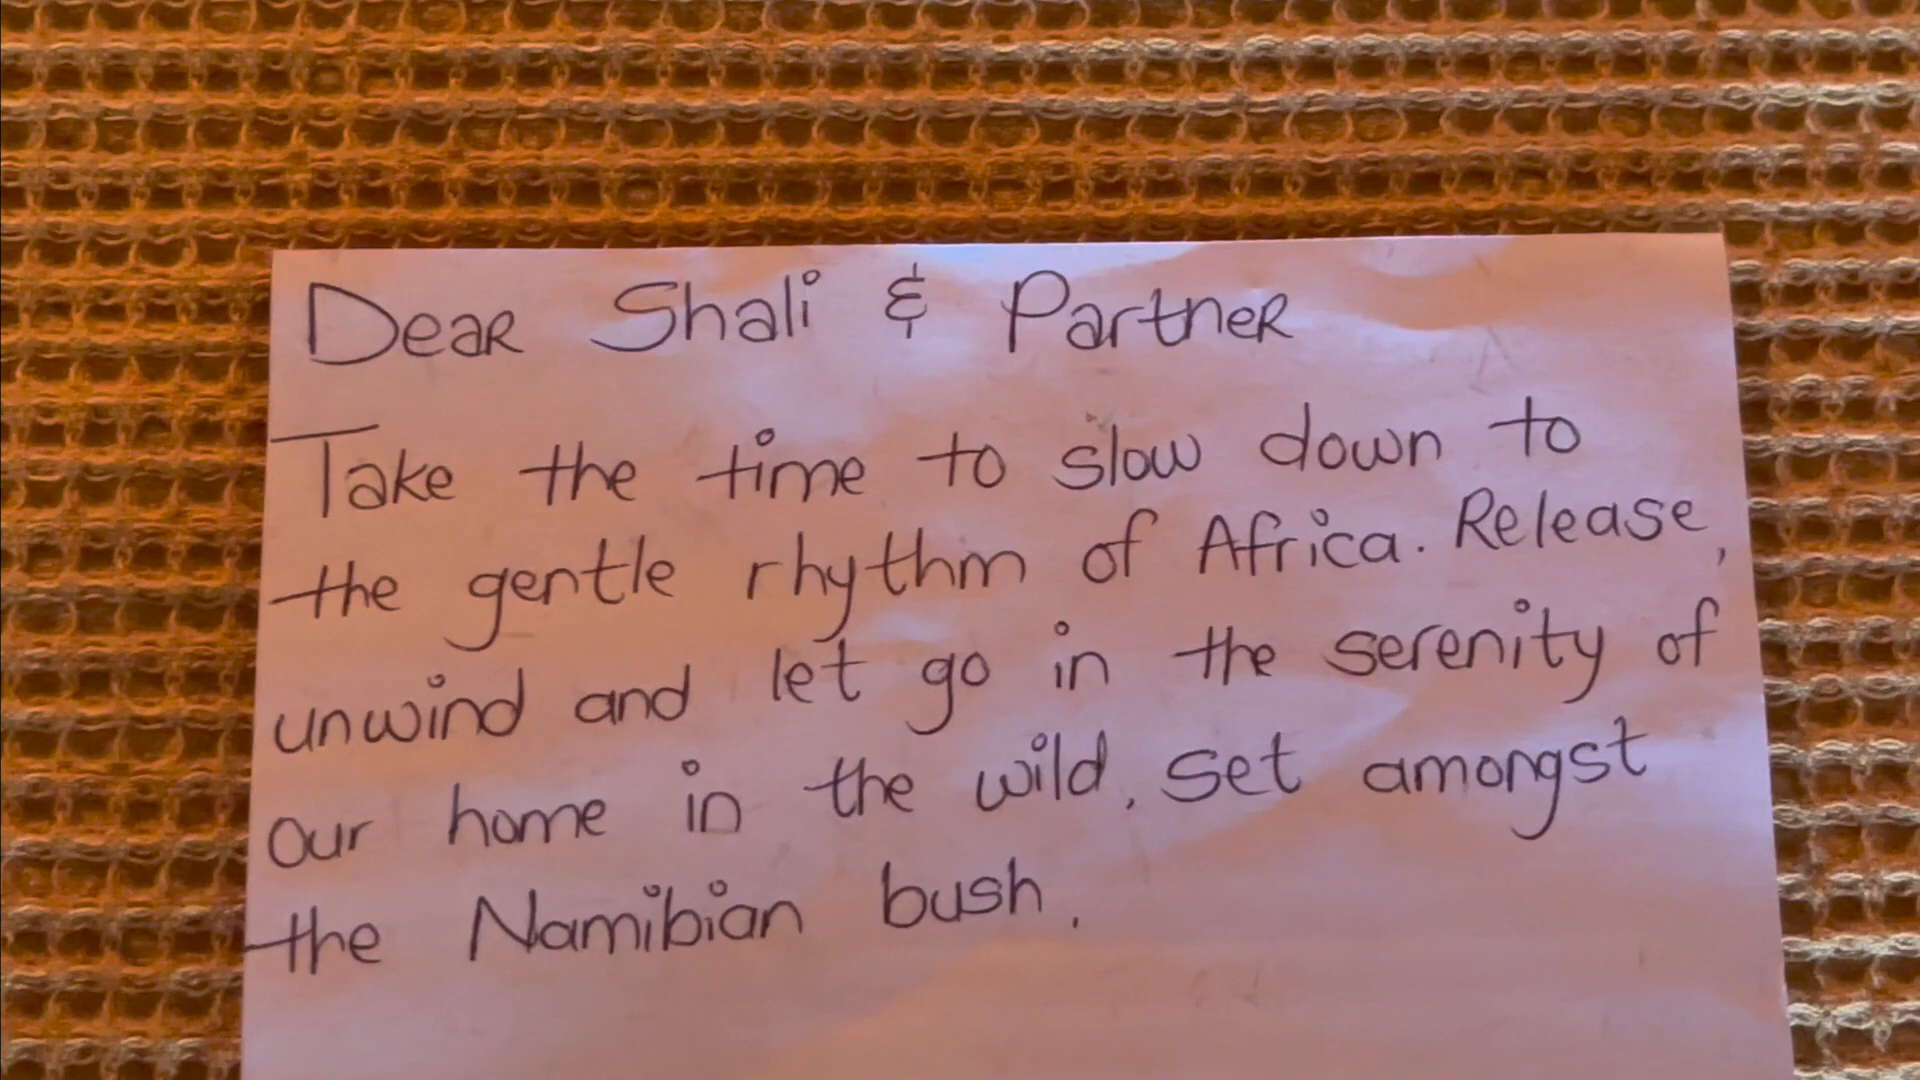 Dear Shali & Partner
Take the time to slow down to
the gentle rhythm of Africa. Release,
unwind and let go in the serenity of
our home in the wild, set amongst
the Namibian bush.